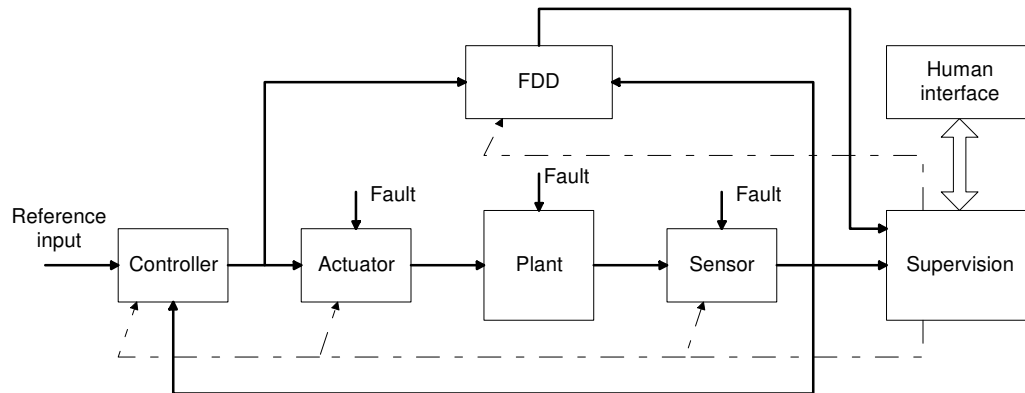 FDD
Human
interface
Fault
Fault
Fault
Reference
input
Controller
Actuator
Plant
Sensor
Supervision